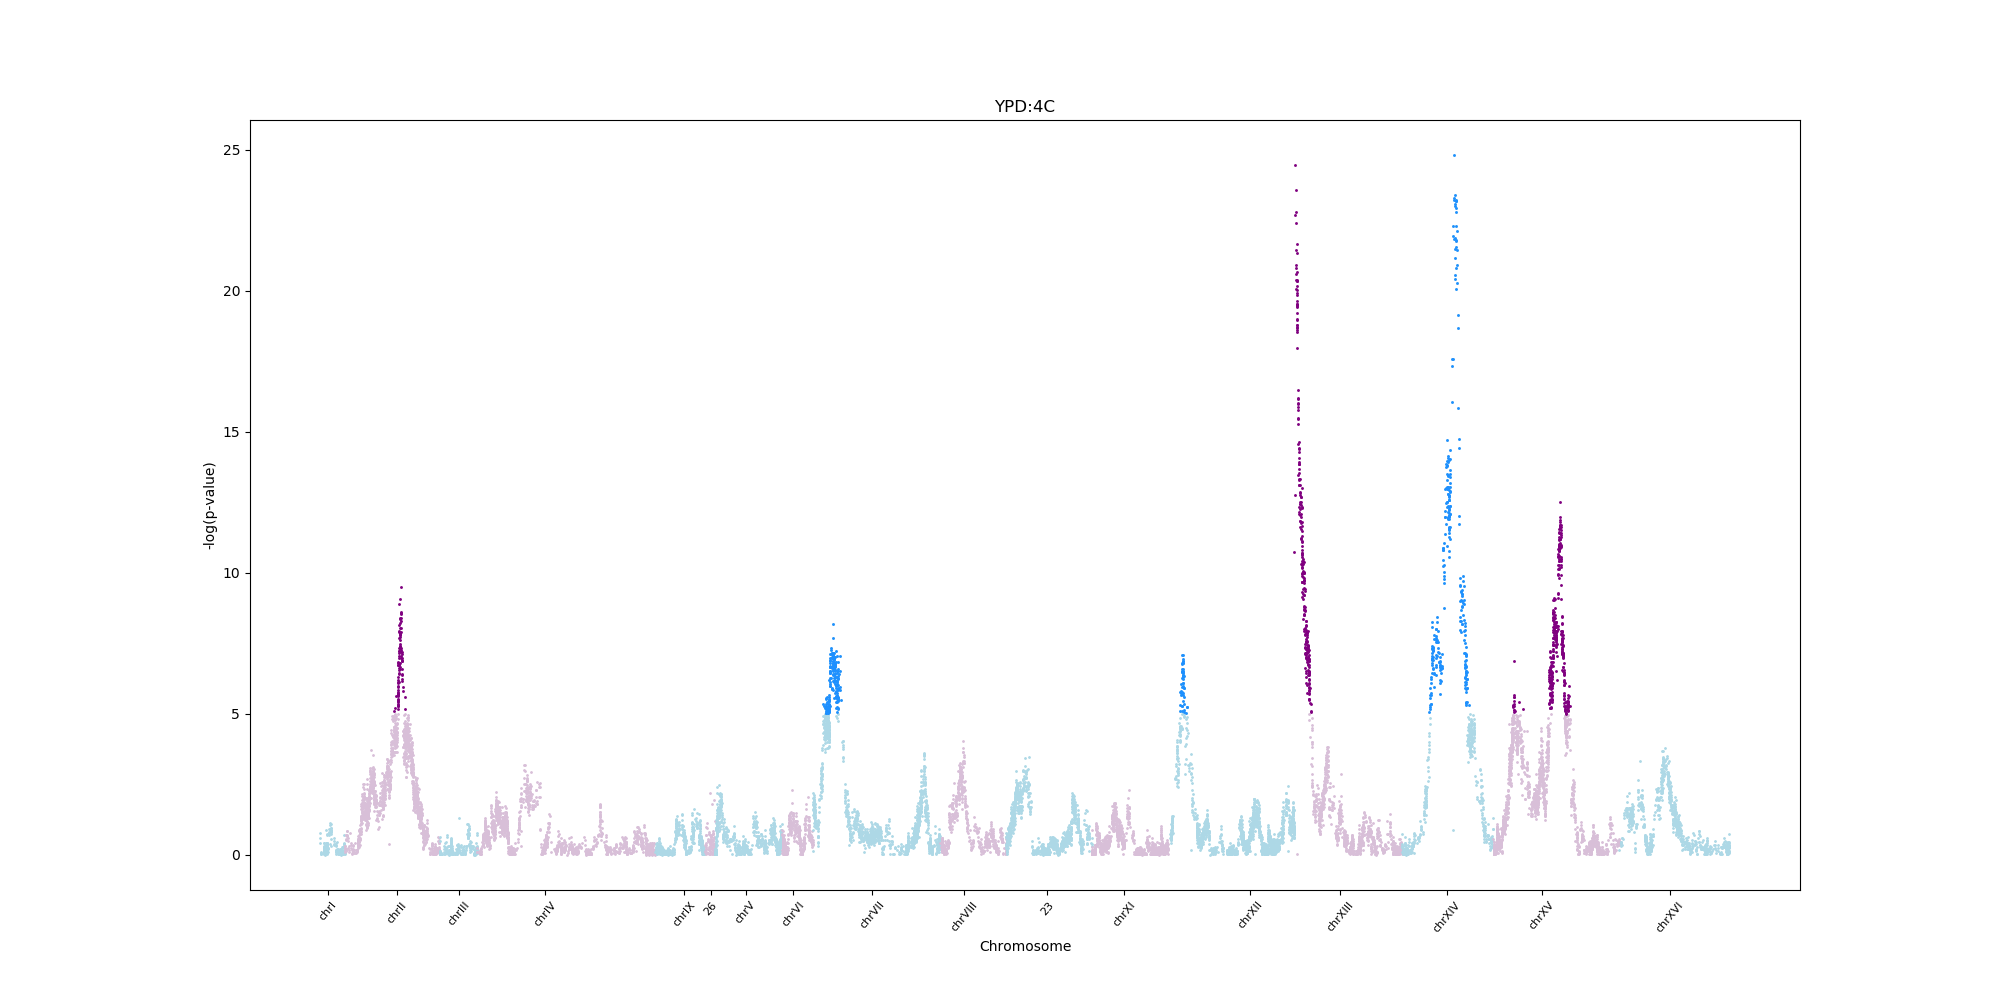 YPD:4C
25
20
15
10
5
0
-log(p-value)
chrI
chrII
chrIII
chrIV
chrIX
26
chrV
chrVI
chrVII
chrVIII
23
chrXI
chrXII
chrXIII
chrXIV
chrXV
chrXVI
Chromosome